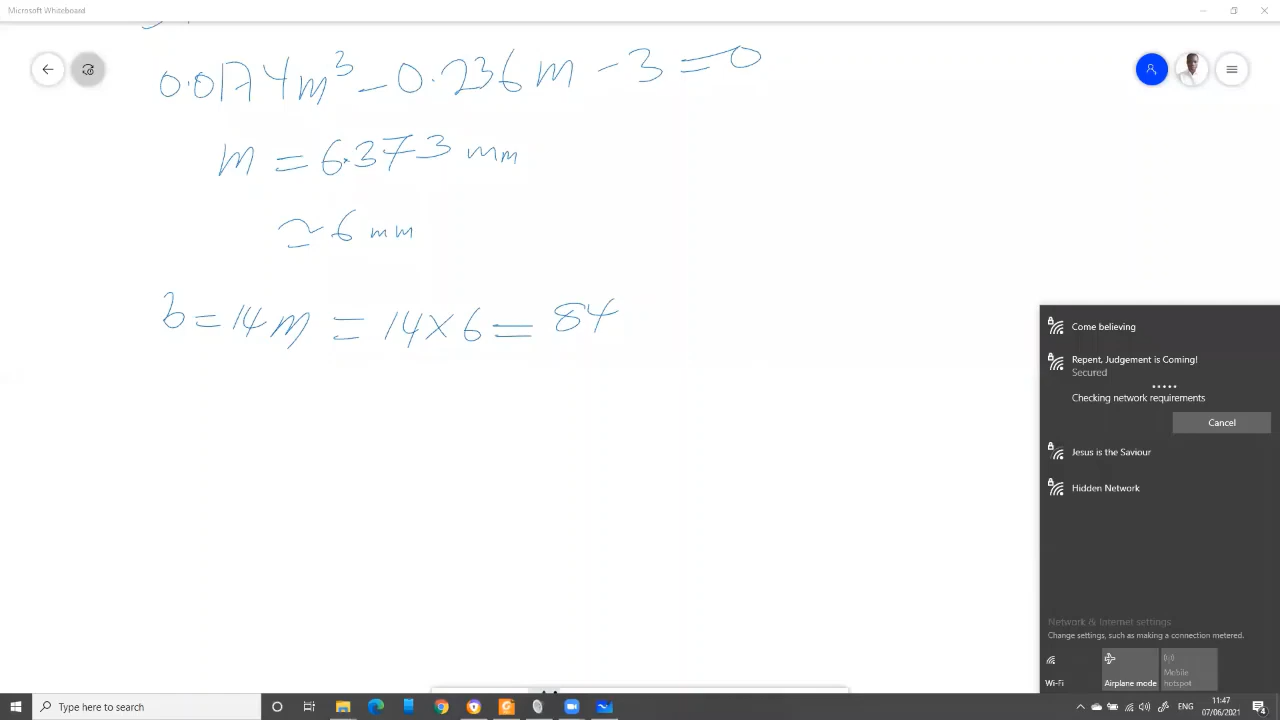 Microsoft Whiteboard
0.0174m³ - 0.236m - 3 = 0
m = 6.373 mm
≃ 6 mm
b = 14m = 14 × 6 = 84
Come believing
Repent, Judgement is Coming!
Secured
Checking network requirements
Cancel
Jesus is the Saviour
Hidden Network
Network & Internet settings
Change settings, such as making a connection metered.
Wi-Fi
Airplane mode
Mobile hotspot
Type here to search
ENG
11:47
07/06/2021